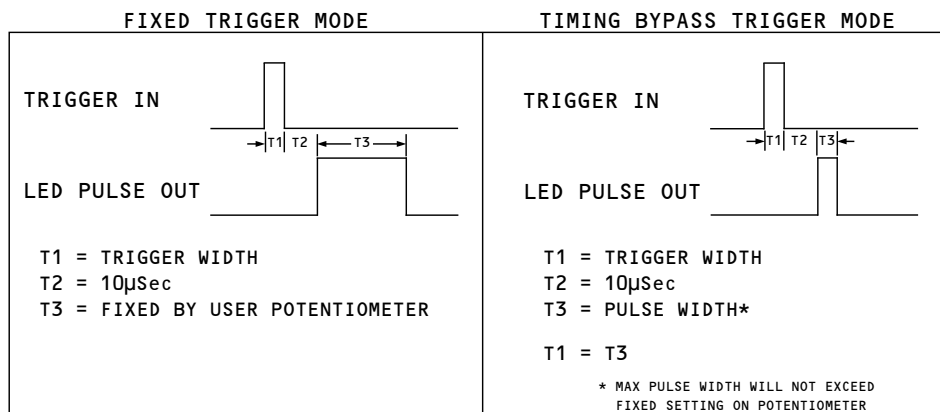 FIXED TRIGGER MODE
TRIGGER IN
T1 T2 T3
LED PULSE OUT
T1 = TRIGGER WIDTH
T2 = 10µSec
T3 = FIXED BY USER POTENTIOMETER
TIMING BYPASS TRIGGER MODE
TRIGGER IN
T1 T2 T3
LED PULSE OUT
T1 = TRIGGER WIDTH
T2 = 10µSec
T3 = PULSE WIDTH*
T1 = T3
* MAX PULSE WIDTH WILL NOT EXCEED
FIXED SETTING ON POTENTIOMETER